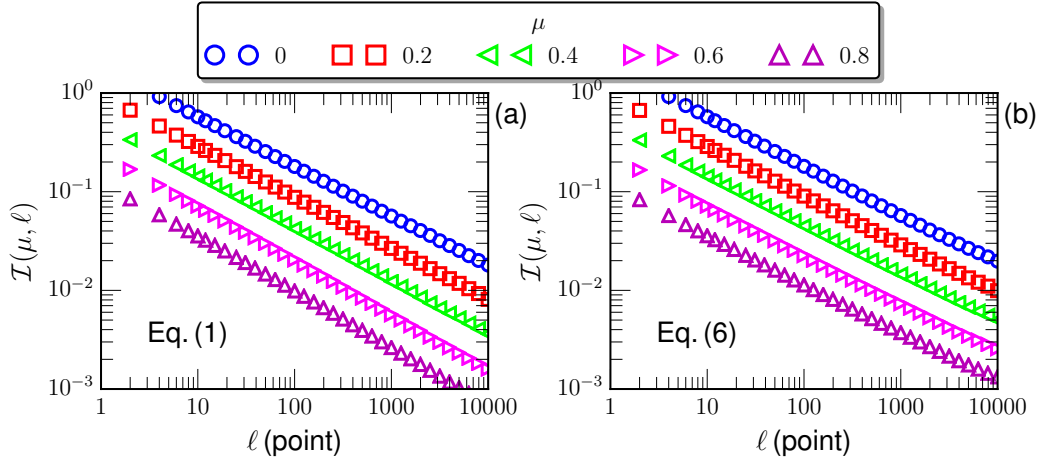 μ
0 0.2 0.4 0.6 0.8
(a)
10^0
10^{-1}
10^{-2}
10^{-3}
I(μ, ℓ)
Eq. (1)
1 10 100 1000 10000
ℓ (point)
(b)
10^0
10^{-1}
10^{-2}
10^{-3}
I(μ, ℓ)
Eq. (6)
1 10 100 1000 10000
ℓ (point)